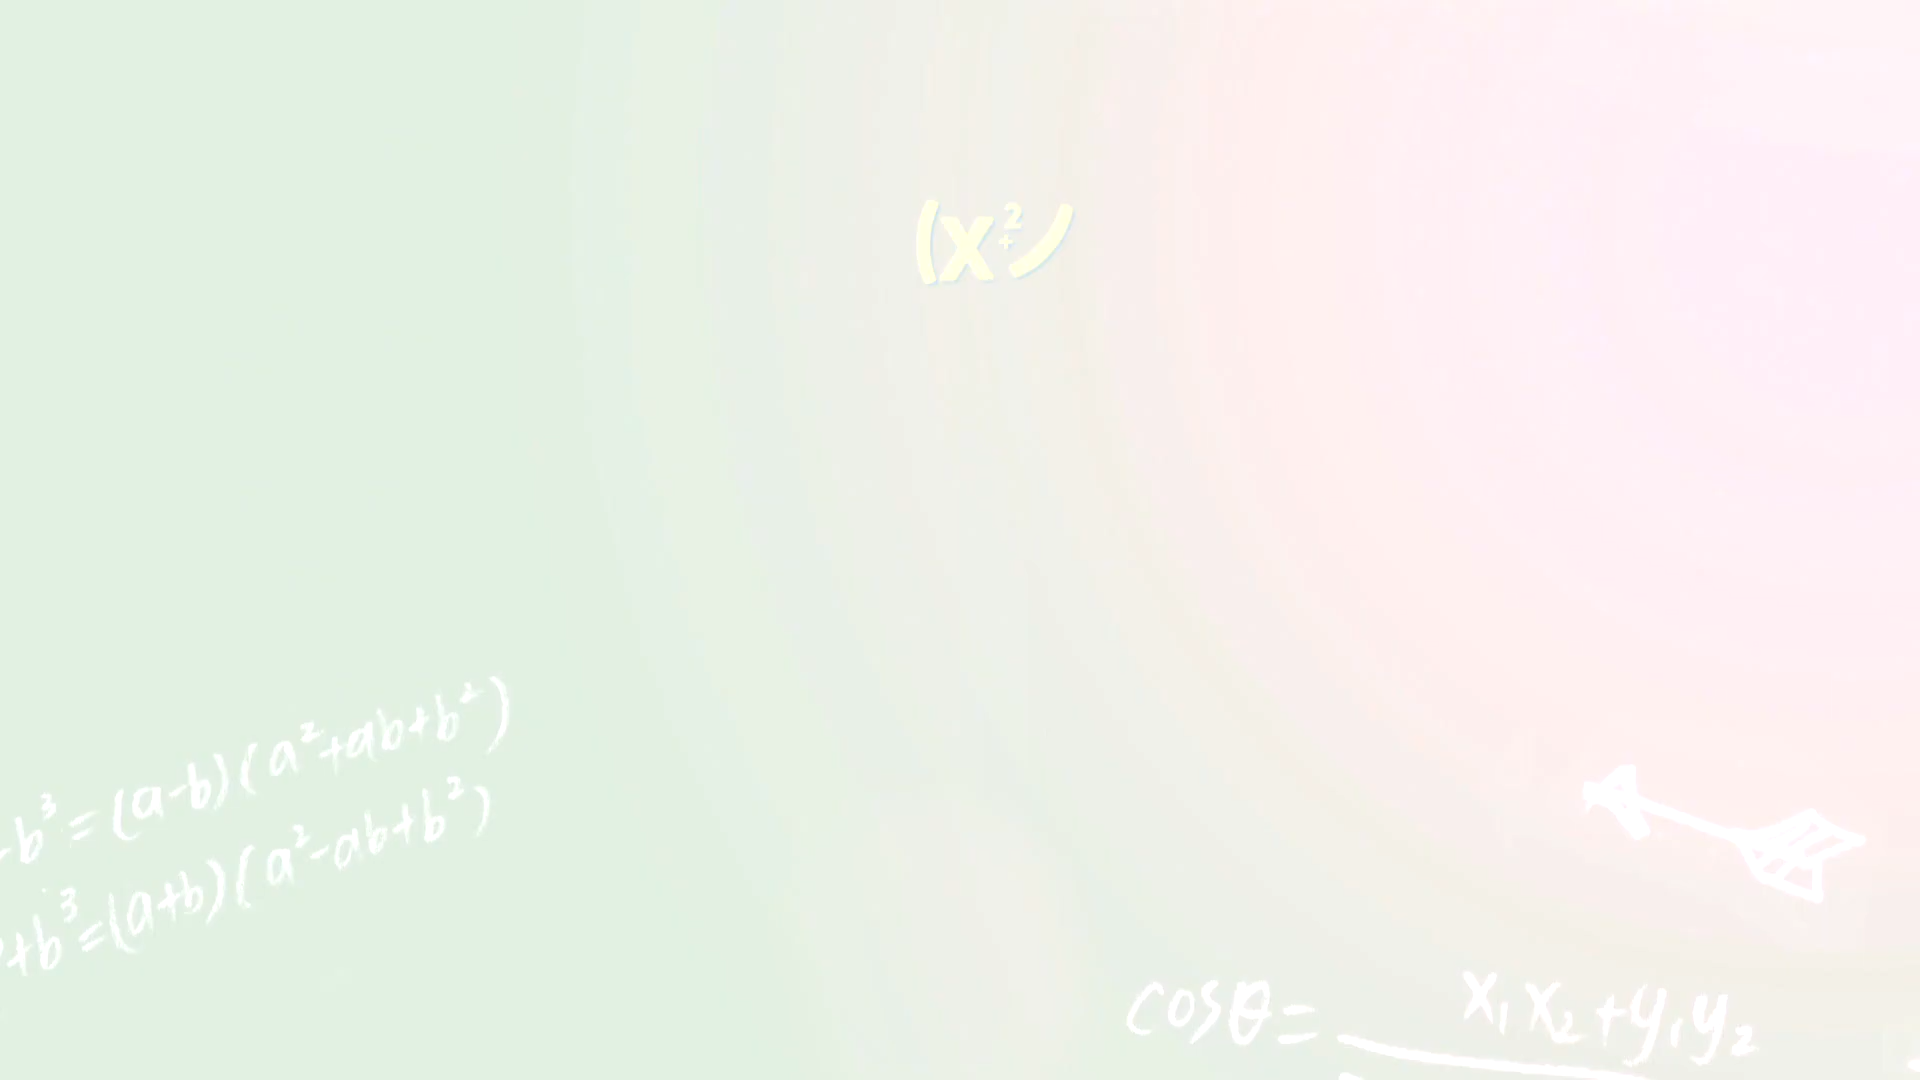 (x²+)
-b³=(a-b)(a²+ab+b²)
+b³=(a+b)(a²-ab+b²)
cosθ=
x₁x₂+y₁y₂